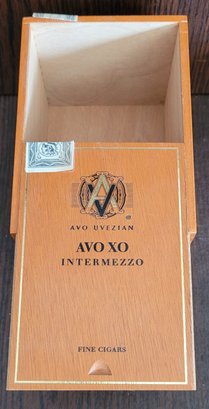 AVO UVEZIAN
AVO XO
INTERMEZZO
FINE CIGARS